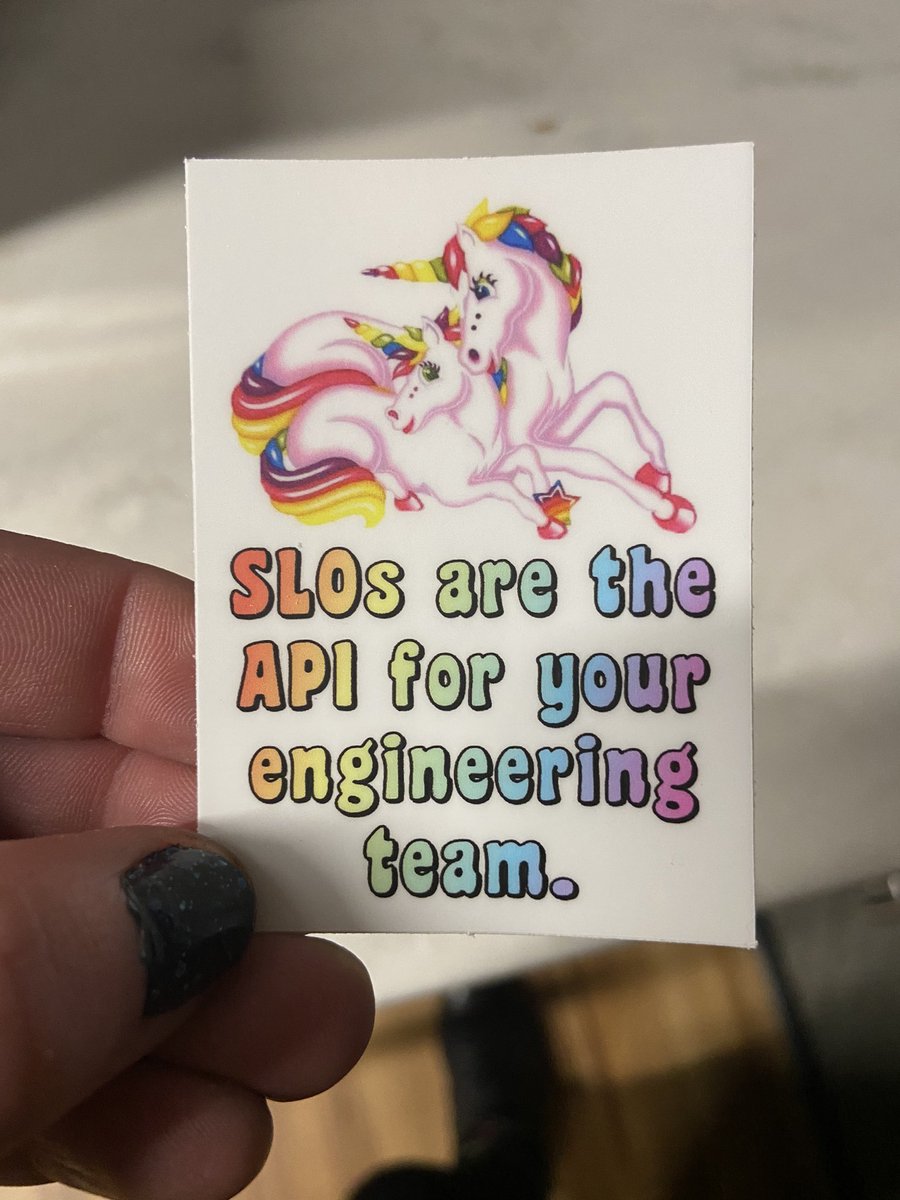 SLOs are the
API for your
engineering
team.